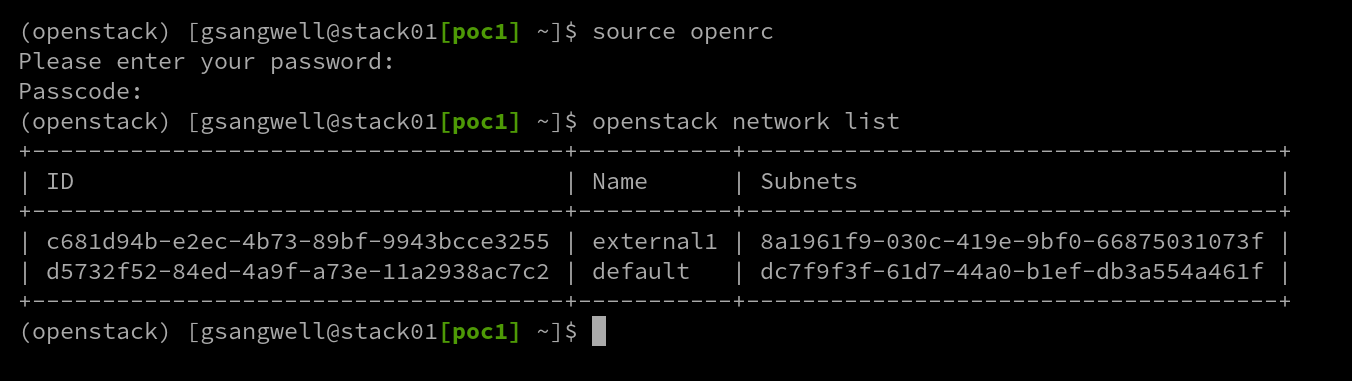 (openstack) [gsangwell@stack01[poc1] ~]$ source openrc
Please enter your password:
Passcode:
(openstack) [gsangwell@stack01[poc1] ~]$ openstack network list
+--------------------------------------+-----------+--------------------------------------+
| ID                                   | Name      | Subnets                              |
+--------------------------------------+-----------+--------------------------------------+
| c681d94b-e2ec-4b73-89bf-9943bcce3255 | external1 | 8a1961f9-030c-419e-9bf0-66875031073f |
| d5732f52-84ed-4a9f-a73e-11a2938ac7c2 | default   | dc7f9f3f-61d7-44a0-b1ef-db3a554a461f |
+--------------------------------------+-----------+--------------------------------------+
(openstack) [gsangwell@stack01[poc1] ~]$